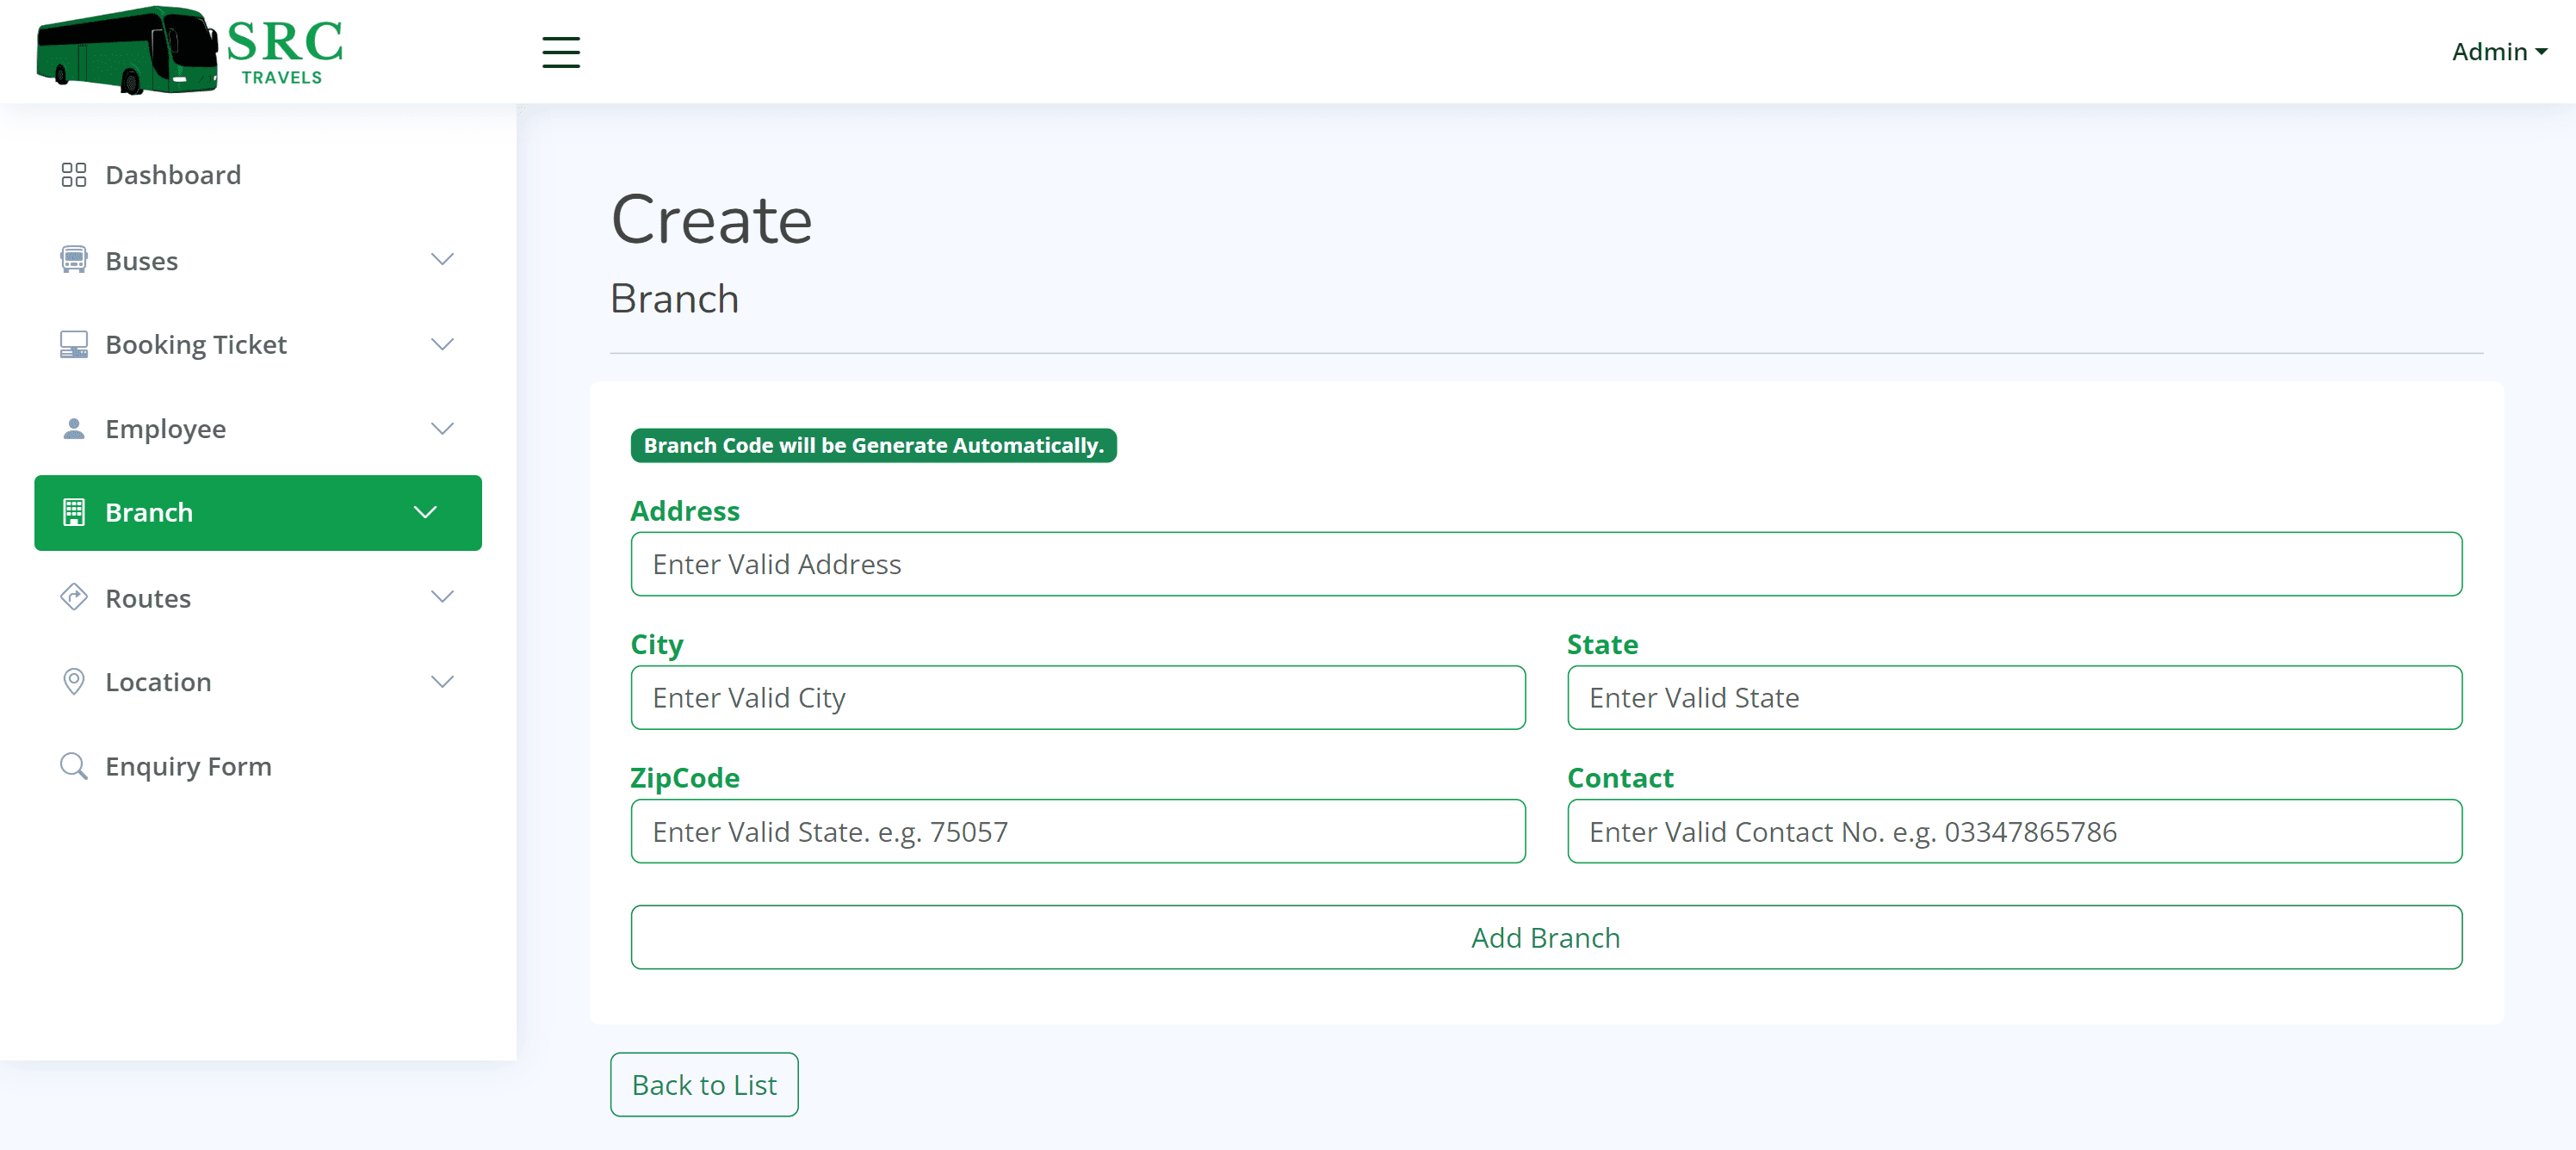 SRC
TRAVELS
Admin
Dashboard
Buses
Booking Ticket
Employee
Branch
Routes
Location
Enquiry Form
Create
Branch
Branch Code will be Generate Automatically.
Address
Enter Valid Address
City
State
Enter Valid City
Enter Valid State
ZipCode
Contact
Enter Valid State. e.g. 75057
Enter Valid Contact No. e.g. 03347865786
Add Branch
Back to List